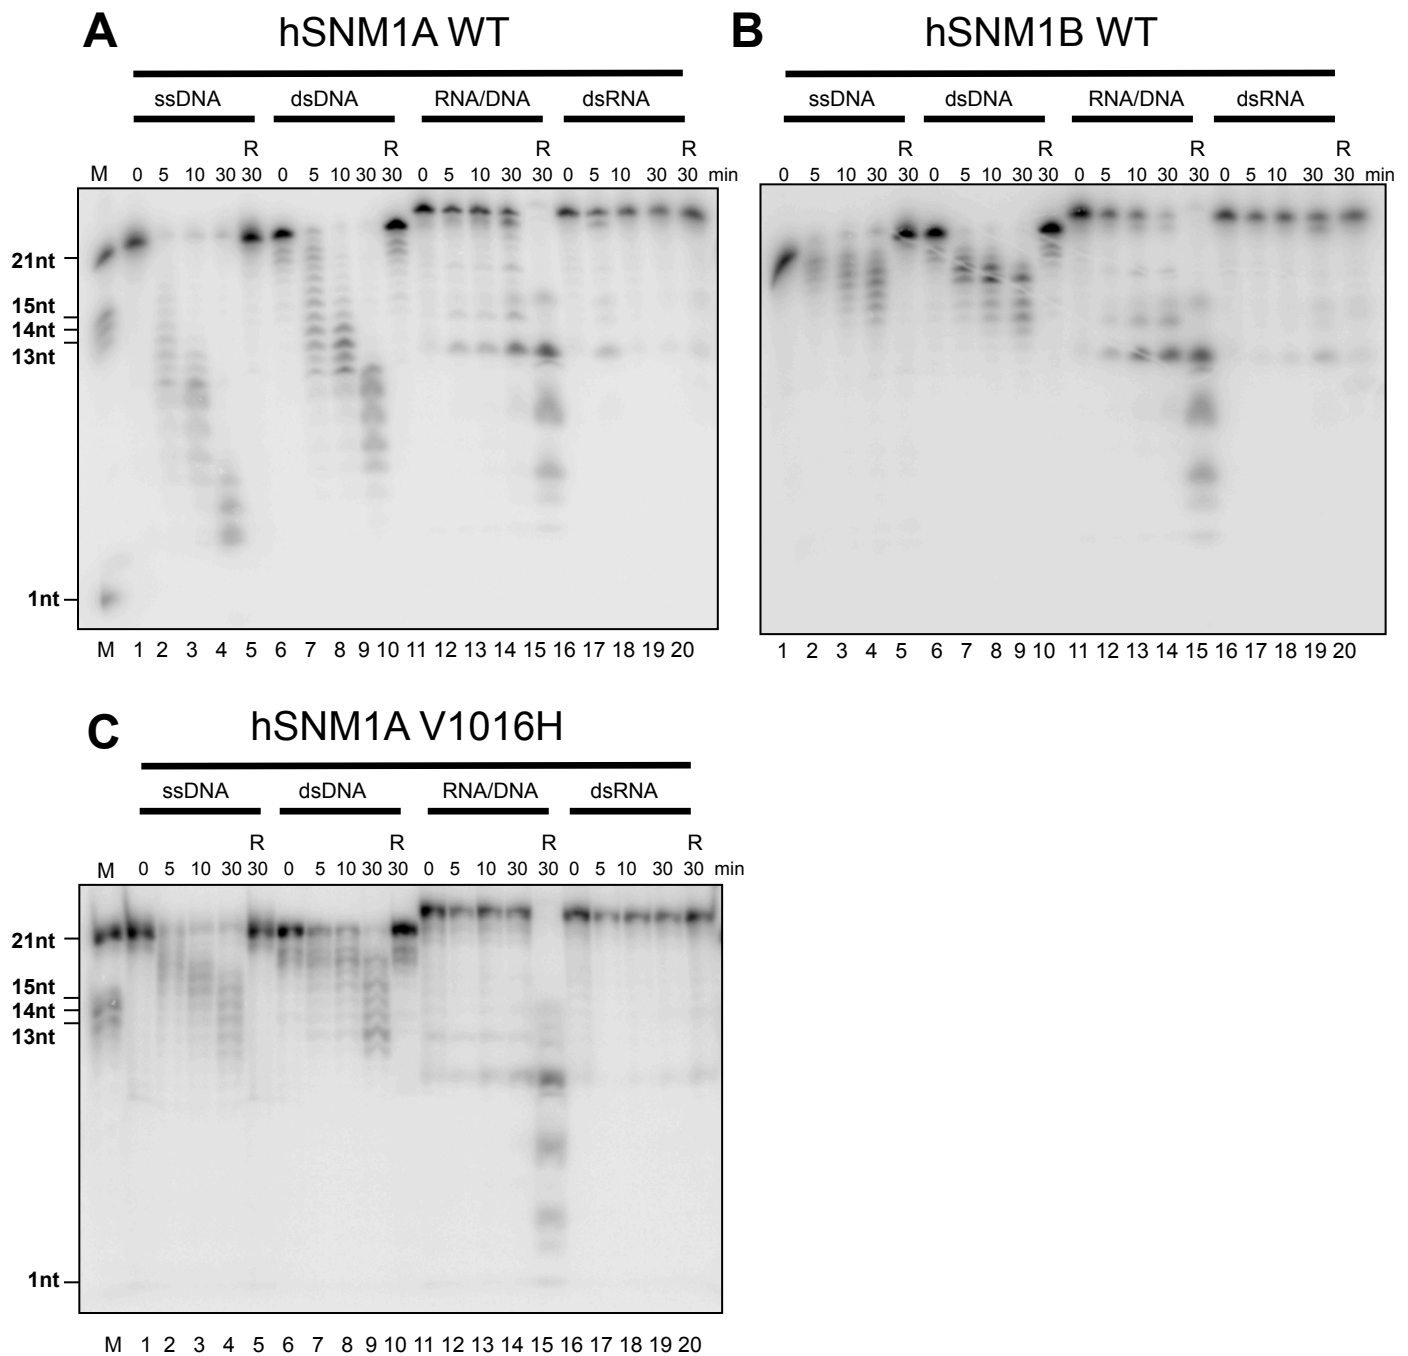 A hSNM1A WT
ssDNA dsDNA RNA/DNA dsRNA
R R R R
M 0 5 10 30 30 0 5 10 30 30 0 5 10 30 30 0 5 10 30 30 min
21nt
15nt
14nt
13nt
1nt
M 1 2 3 4 5 6 7 8 9 10 11 12 13 14 15 16 17 18 19 20
B hSNM1B WT
ssDNA dsDNA RNA/DNA dsRNA
R R R R
0 5 10 30 30 0 5 10 30 30 0 5 10 30 30 0 5 10 30 30 min
1 2 3 4 5 6 7 8 9 10 11 12 13 14 15 16 17 18 19 20
C hSNM1A V1016H
ssDNA dsDNA RNA/DNA dsRNA
R R R R
M 0 5 10 30 30 0 5 10 30 30 0 5 10 30 30 0 5 10 30 30 min
21nt
15nt
14nt
13nt
1nt
M 1 2 3 4 5 6 7 8 9 10 11 12 13 14 15 16 17 18 19 20